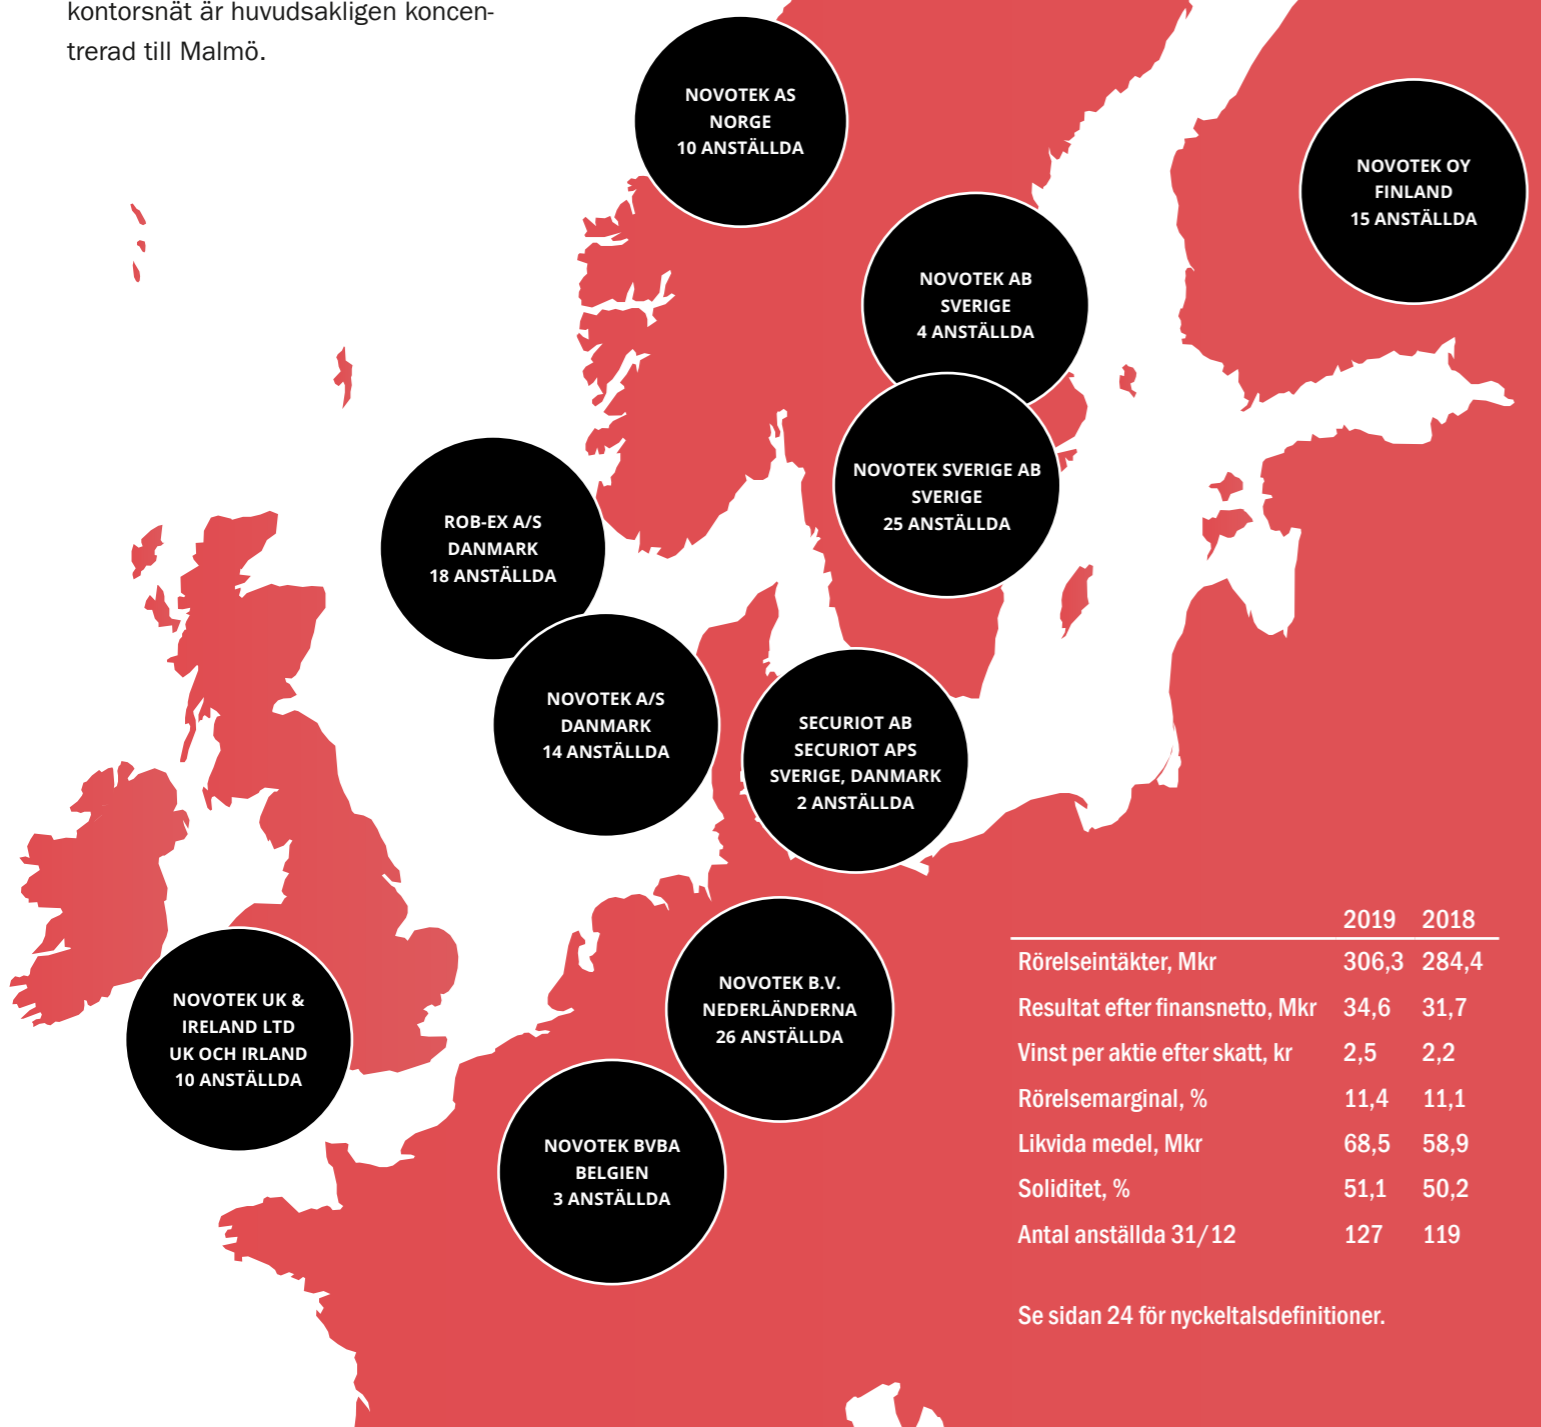 kontorsnät är huvudsakligen koncen-
trerad till Malmö.
NOVOTEK AS
NORGE
10 ANSTÄLLDA
NOVOTEK OY
FINLAND
15 ANSTÄLLDA
NOVOTEK AB
SVERIGE
4 ANSTÄLLDA
NOVOTEK SVERIGE AB
SVERIGE
25 ANSTÄLLDA
ROB-EX A/S
DANMARK
18 ANSTÄLLDA
NOVOTEK A/S
DANMARK
14 ANSTÄLLDA
SECURIOT AB
SECURIOT APS
SVERIGE, DANMARK
2 ANSTÄLLDA
NOVOTEK UK &
IRELAND LTD
UK OCH IRLAND
10 ANSTÄLLDA
NOVOTEK B.V.
NEDERLÄNDERNA
26 ANSTÄLLDA
NOVOTEK BVBA
BELGIEN
3 ANSTÄLLDA
2019 2018
Rörelseintäkter, Mkr 306,3 284,4
Resultat efter finansnetto, Mkr 34,6 31,7
Vinst per aktie efter skatt, kr 2,5 2,2
Rörelsemarginal, % 11,4 11,1
Likvida medel, Mkr 68,5 58,9
Soliditet, % 51,1 50,2
Antal anställda 31/12 127 119
Se sidan 24 för nyckeltalsdefinitioner.